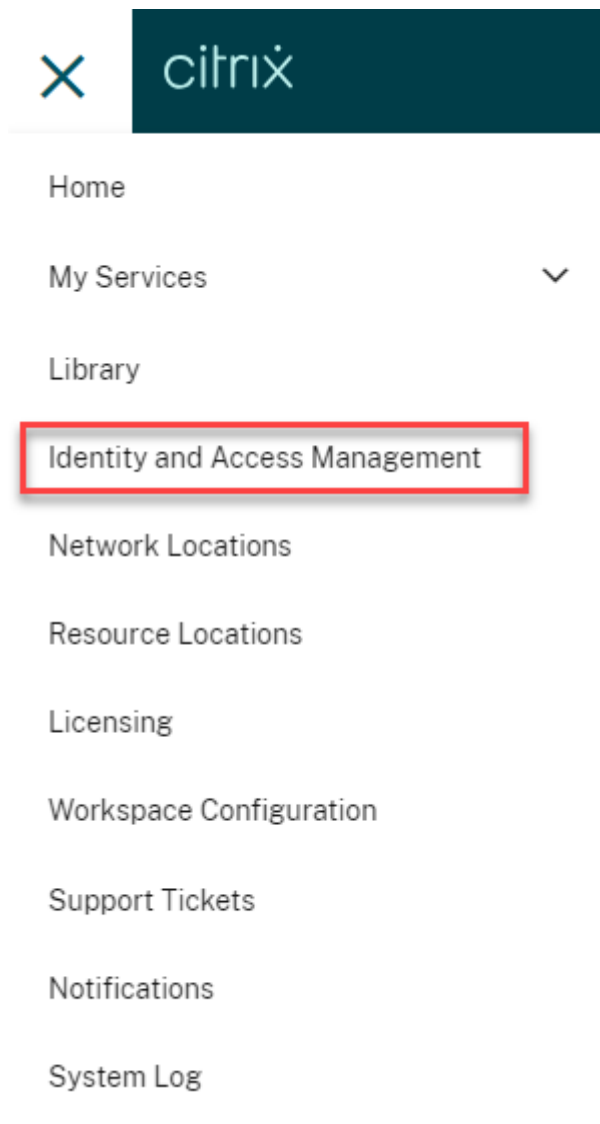 citrix
Home
My Services
Library
Identity and Access Management
Network Locations
Resource Locations
Licensing
Workspace Configuration
Support Tickets
Notifications
System Log